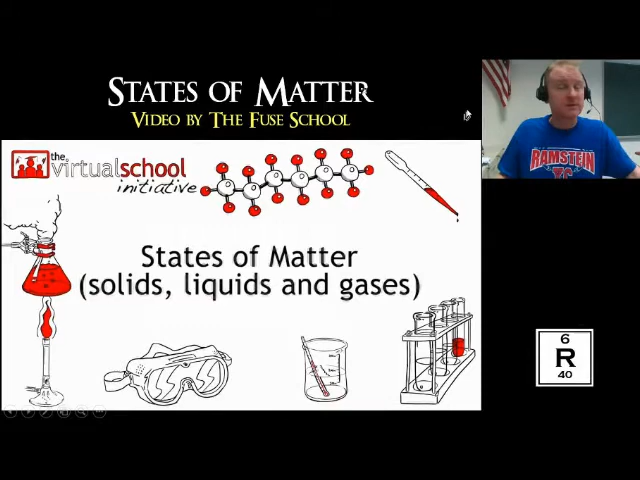 STATES OF MATTER
VIDEO BY THE FUSE SCHOOL
the
virtualschool
initiative
States of Matter
(solids, liquids and gases)
RAMSTEIN
6
R
40